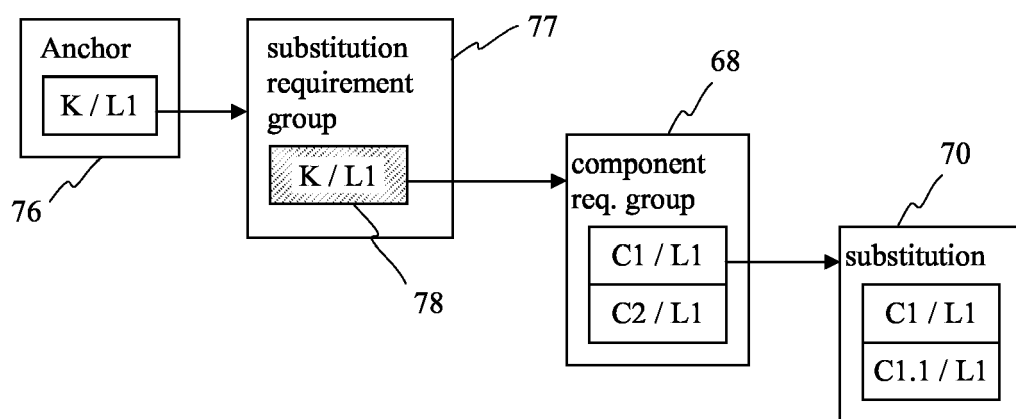 Anchor
K / L1
76
substitution
requirement
group
K / L1
77
78
component
req. group
C1 / L1
C2 / L1
68
substitution
C1 / L1
C1.1 / L1
70